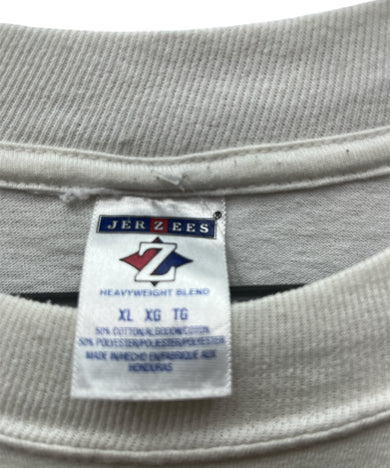 JERZEES®
Z
HEAVYWEIGHT BLEND
XL XG TG
50% COTTON/ALGODON/COTON
50% POLYESTER/POLIESTER/POLYESTER
MADE IN/HECHO EN/FABRIQUE AUX
HONDURAS